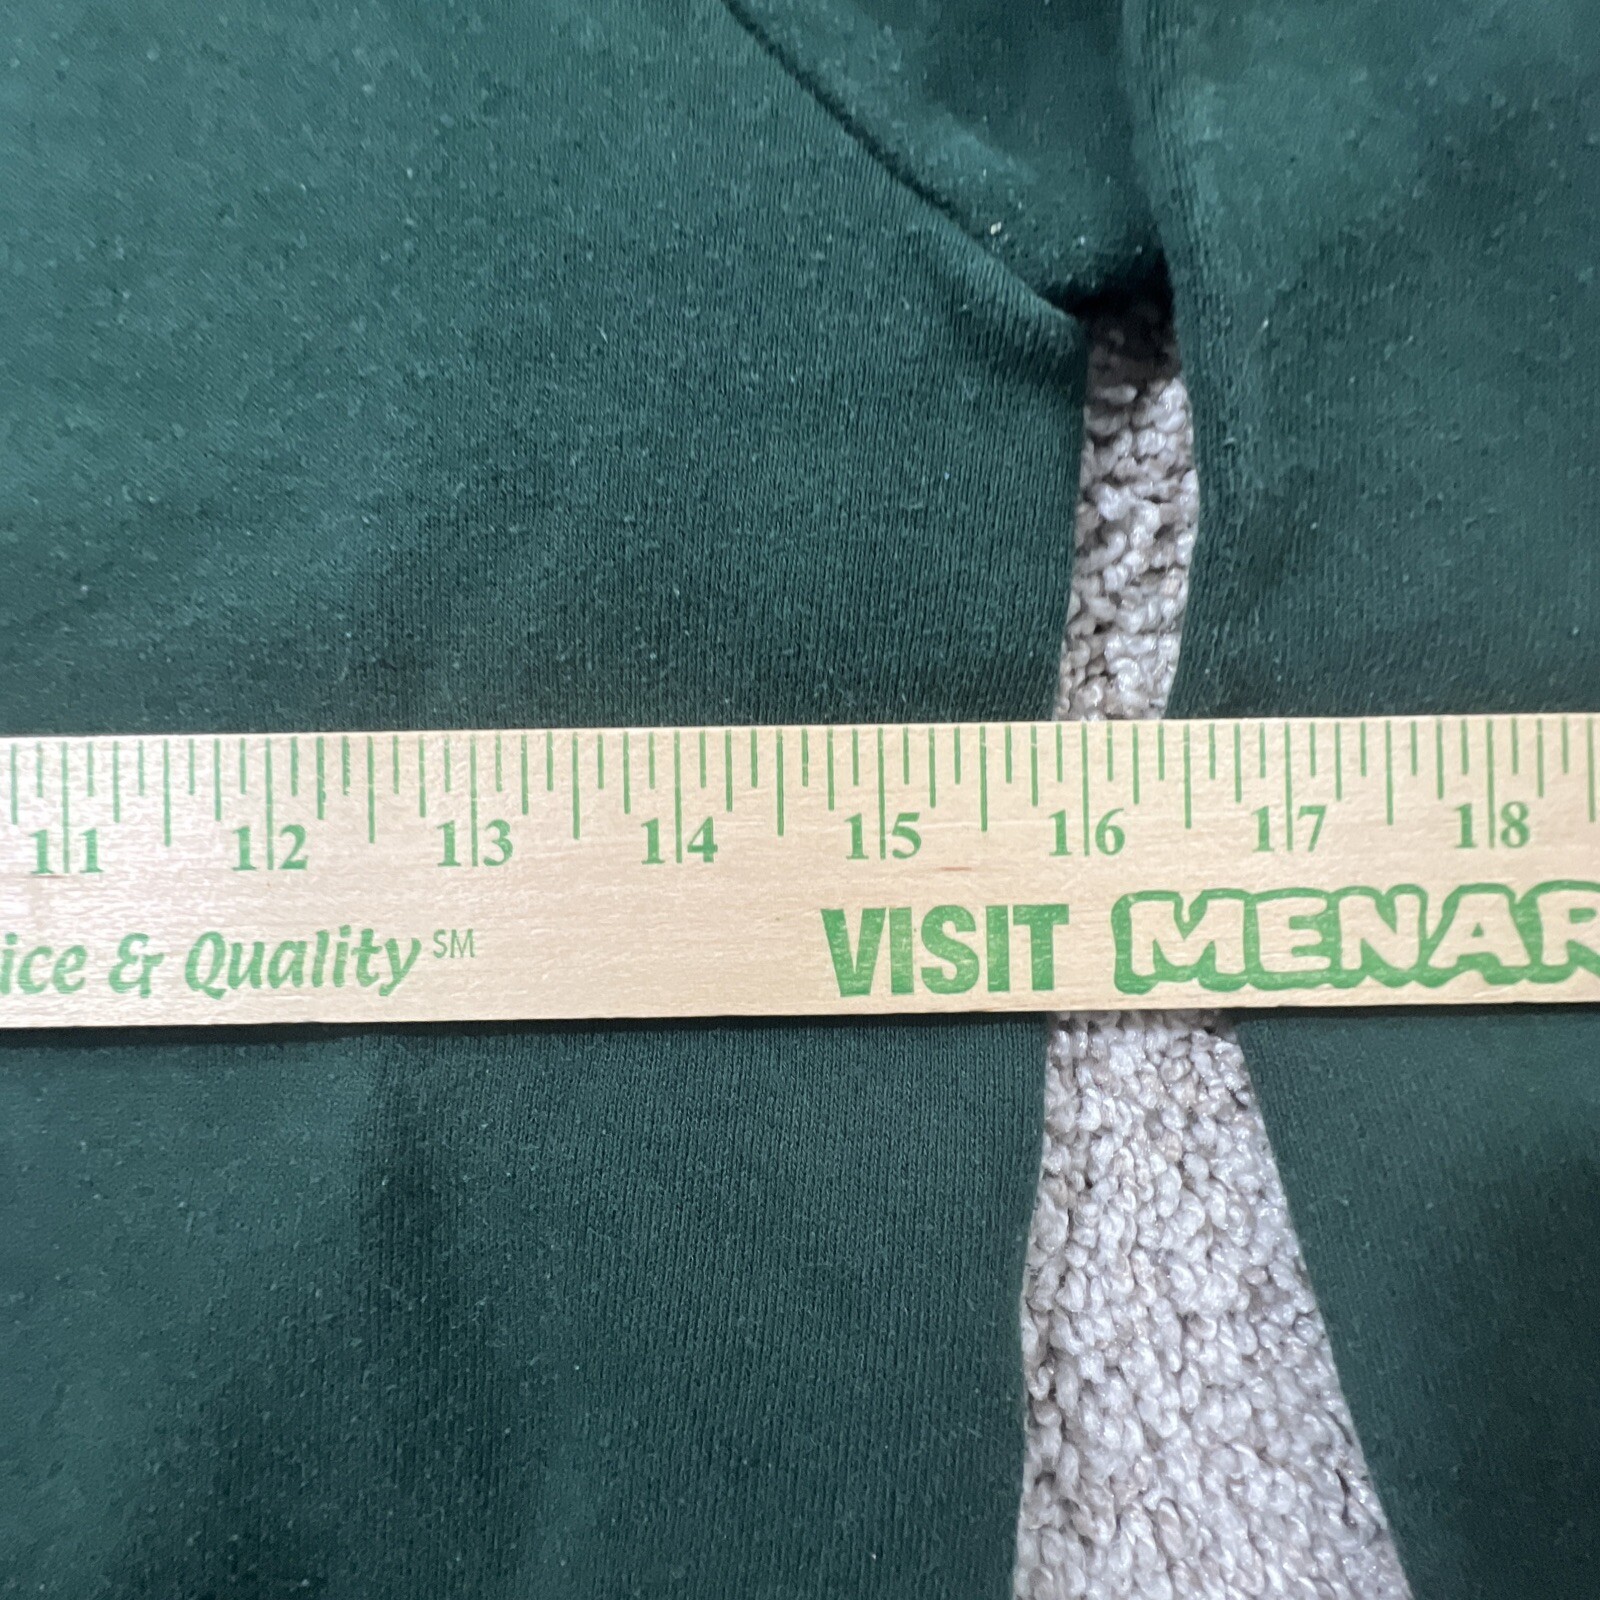 11 12 13 14 15 16 17 18
ice & Quality SM VISIT MENAR